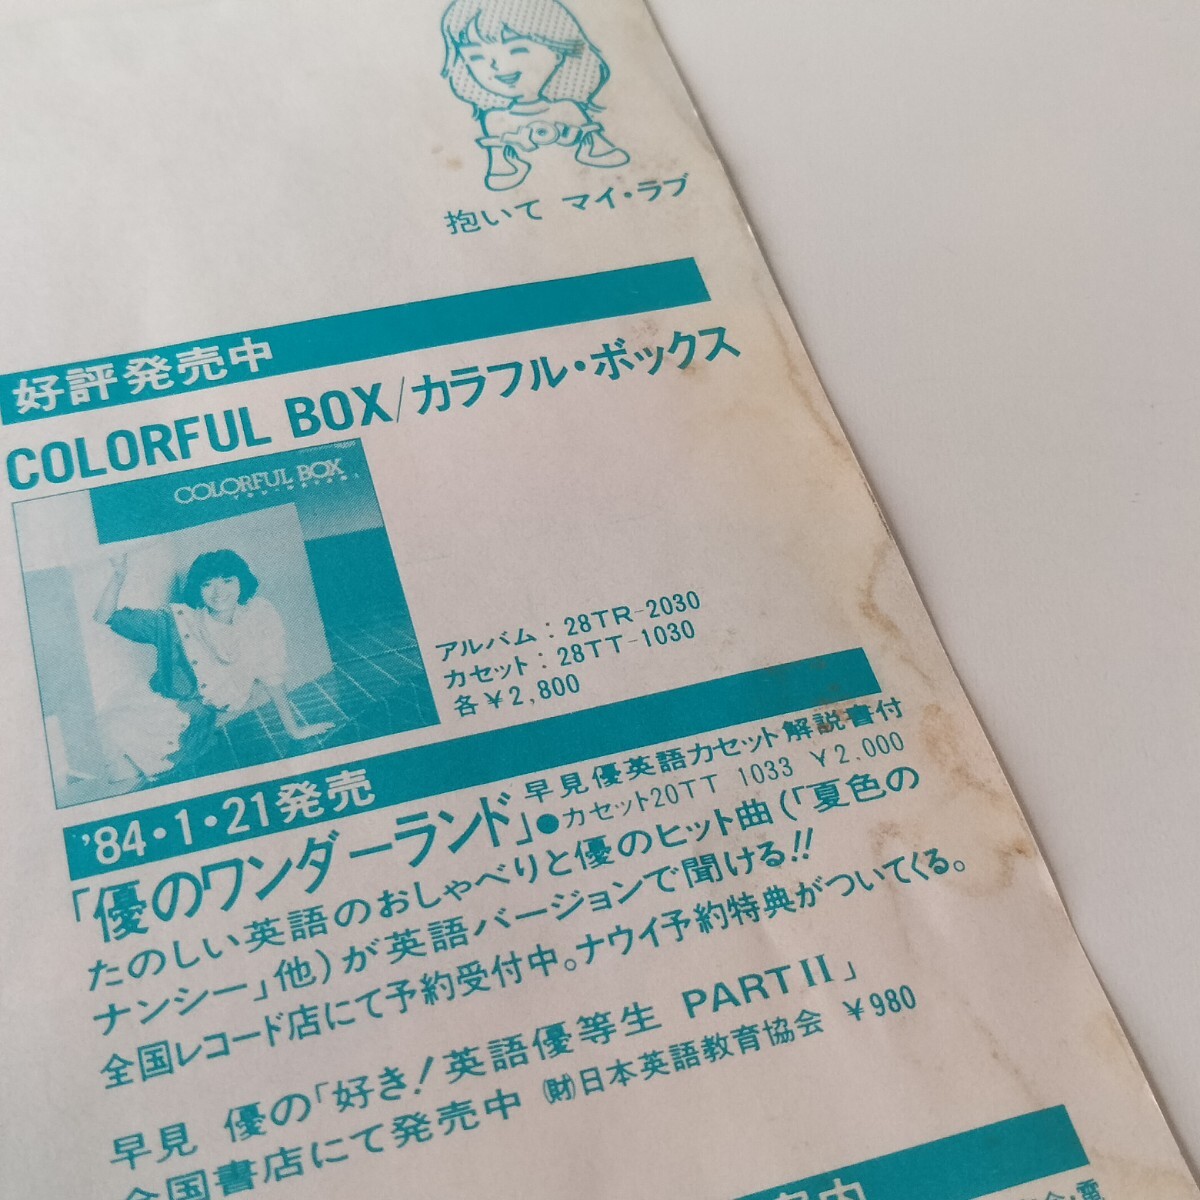 YOU
抱いて マイ・ラブ
好評発売中
COLORFUL BOX/カラフル・ボックス
COLORFUL BOX
YOU・HAYAMI
アルバム：28TR-2030
カセット：28TT-1030
各￥2,800
'84・1・21発売
「優のワンダーランド」●早見優英語カセット解説書付
カセット20TT 1033 ￥2.000
たのしい英語のおしゃべりと優のヒット曲(「夏色の
ナンシー」他)が英語バージョンで聞ける!!
全国レコード店にて予約受付中。ナウイ予約特典がついてくる。
早見 優の「好き!英語優等生 PARTⅡ」
全国書店にて発売中 ㈶日本英語教育協会 ￥980
案内